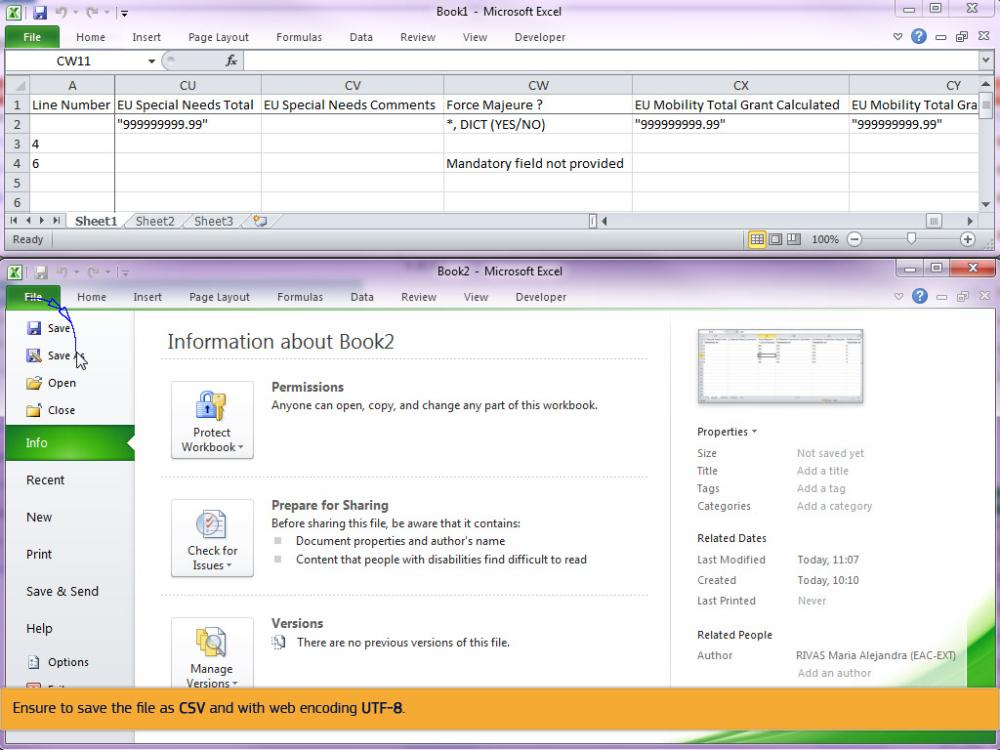 Book1 - Microsoft Excel
File Home Insert Page Layout Formulas Data Review View Developer
CW11 fx
A CU CV CW CX CY
1 Line Number EU Special Needs Total EU Special Needs Comments Force Majeure ? EU Mobility Total Grant Calculated EU Mobility Total Gra
2 "999999999.99" *, DICT (YES/NO) "999999999.99" "999999999.99"
3 4
4 6 Mandatory field not provided
5
6
Sheet1 Sheet2 Sheet3
Ready 100%
Book2 - Microsoft Excel
File Home Insert Page Layout Formulas Data Review View Developer
Save
Save As
Open
Close
Info
Recent
New
Print
Save & Send
Help
Options
Information about Book2
Protect Workbook
Permissions
Anyone can open, copy, and change any part of this workbook.
Check for Issues
Prepare for Sharing
Before sharing this file, be aware that it contains:
Document properties and author's name
Content that people with disabilities find difficult to read
Manage Versions
Versions
There are no previous versions of this file.
Properties
Size Not saved yet
Title Add a title
Tags Add a tag
Categories Add a category
Related Dates
Last Modified Today, 11:07
Created Today, 10:10
Last Printed Never
Related People
Author RIVAS Maria Alejandra (EAC-EXT)
Add an author
Ensure to save the file as CSV and with web encoding UTF-8.